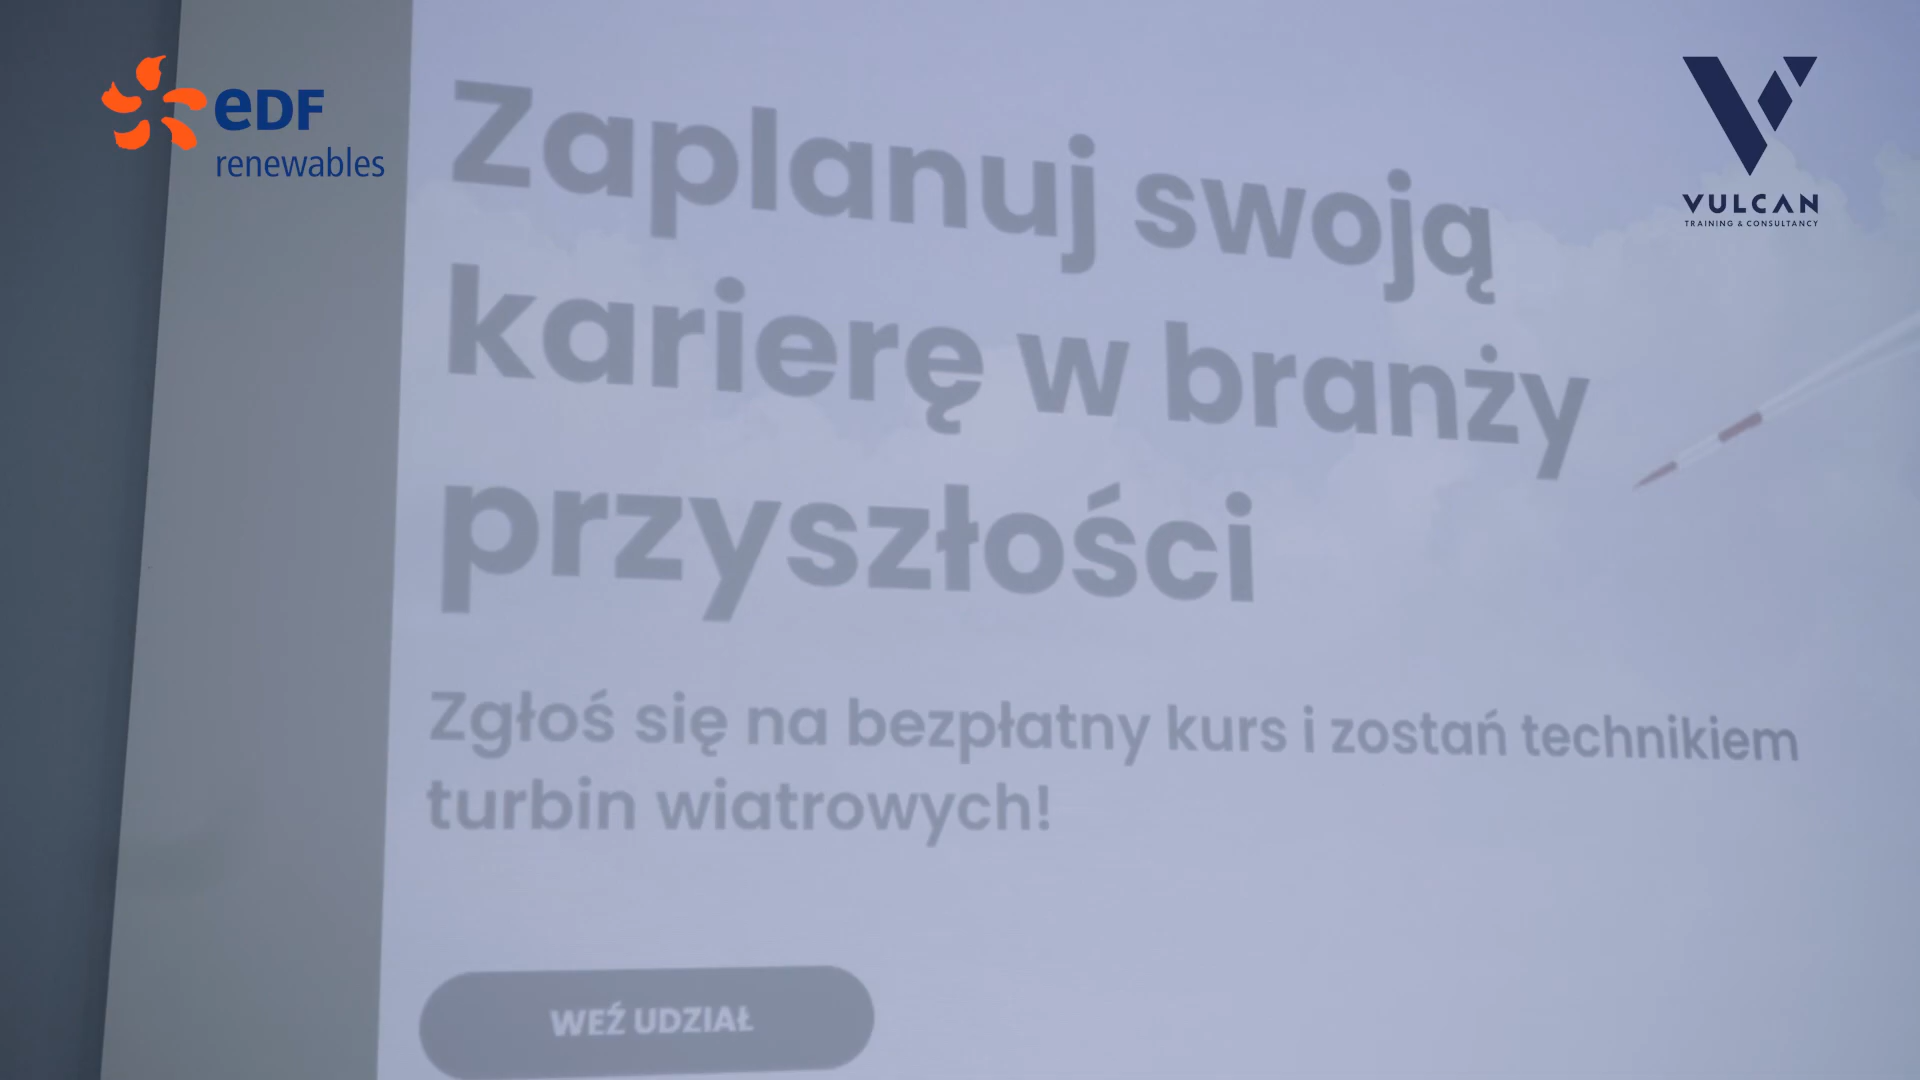 eDF
renewables
VULCAN
TRAINING & CONSULTANCY
Zaplanuj swoją
karierę w branży
przyszłości
Zgłoś się na bezpłatny kurs i zostań technikiem
turbin wiatrowych!
WEŹ UDZIAŁ